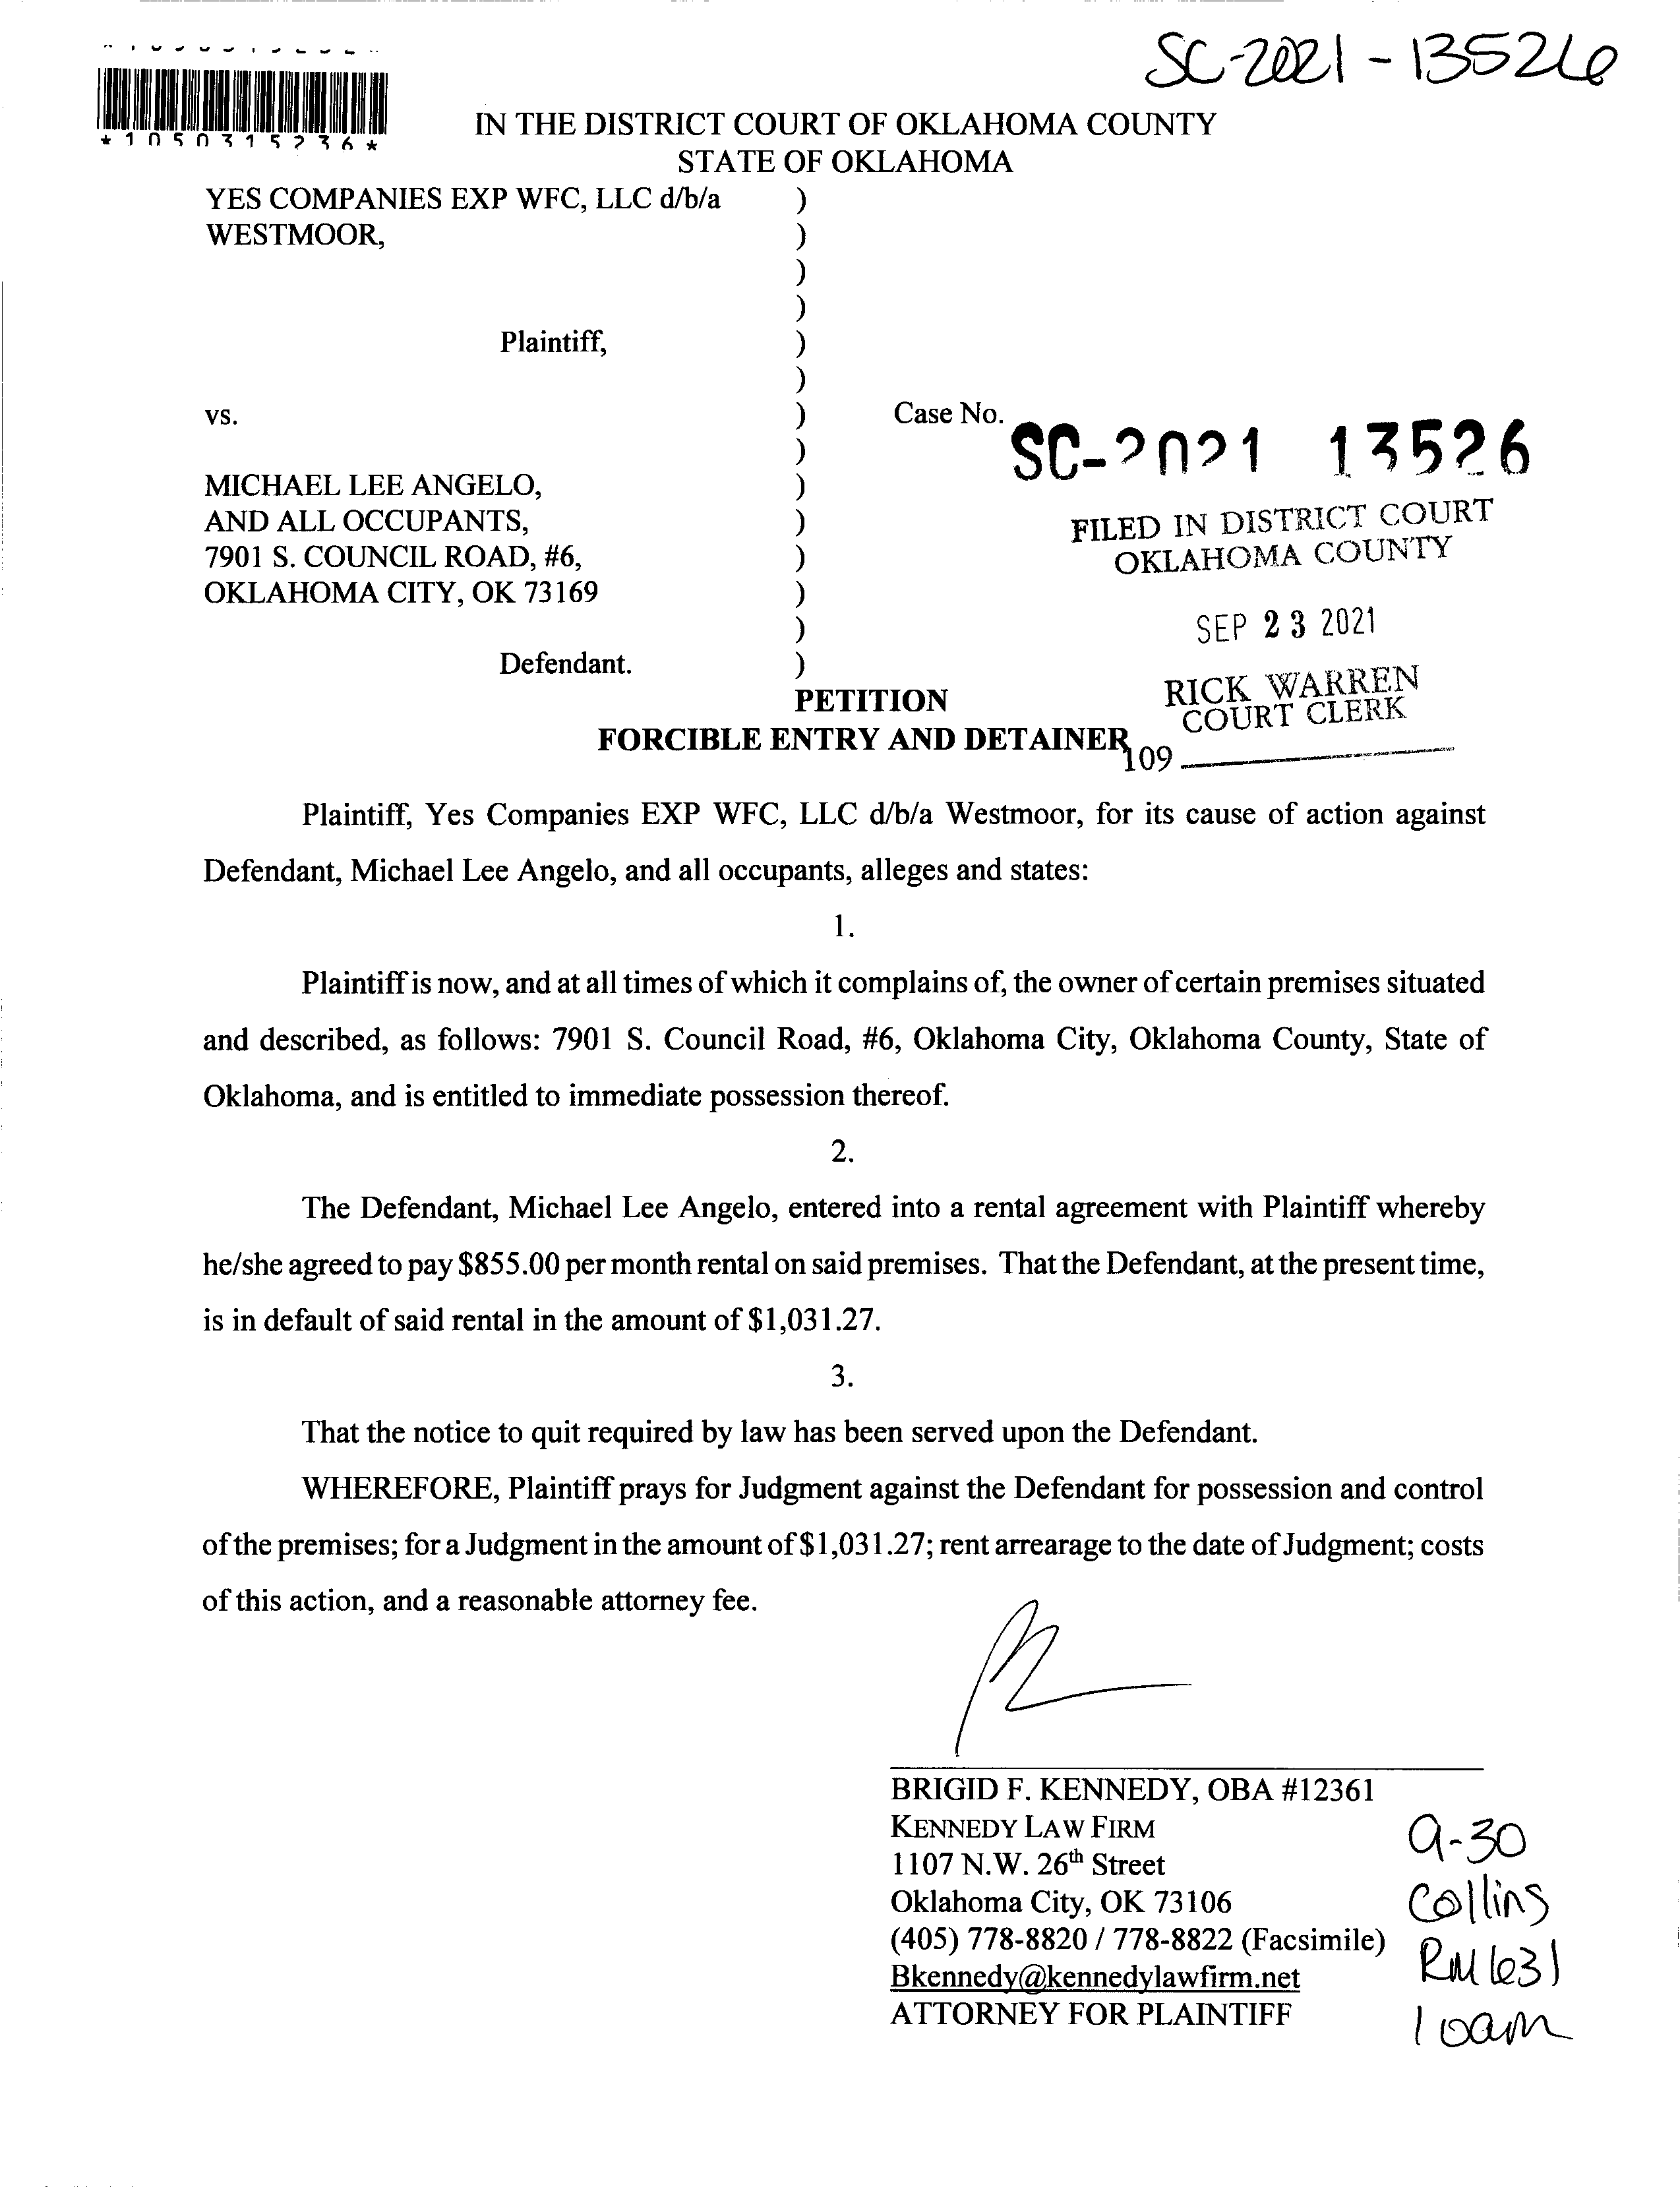 SC-2021-13526
*1050315236*
IN THE DISTRICT COURT OF OKLAHOMA COUNTY
STATE OF OKLAHOMA
YES COMPANIES EXP WFC, LLC d/b/a )
WESTMOOR, )
)
)
Plaintiff, )
)
vs. ) Case No. SC-2021 13526
)
MICHAEL LEE ANGELO, )
AND ALL OCCUPANTS, ) FILED IN DISTRICT COURT
7901 S. COUNCIL ROAD, #6, ) OKLAHOMA COUNTY
OKLAHOMA CITY, OK 73169 )
) SEP 23 2021
Defendant. )
PETITION RICK WARREN
FORCIBLE ENTRY AND DETAINER COURT CLERK
109
Plaintiff, Yes Companies EXP WFC, LLC d/b/a Westmoor, for its cause of action against
Defendant, Michael Lee Angelo, and all occupants, alleges and states:
1.
Plaintiff is now, and at all times of which it complains of, the owner of certain premises situated
and described, as follows: 7901 S. Council Road, #6, Oklahoma City, Oklahoma County, State of
Oklahoma, and is entitled to immediate possession thereof.
2.
The Defendant, Michael Lee Angelo, entered into a rental agreement with Plaintiff whereby
he/she agreed to pay $855.00 per month rental on said premises. That the Defendant, at the present time,
is in default of said rental in the amount of $1,031.27.
3.
That the notice to quit required by law has been served upon the Defendant.
WHEREFORE, Plaintiff prays for Judgment against the Defendant for possession and control
of the premises; for a Judgment in the amount of $1,031.27; rent arrearage to the date of Judgment; costs
of this action, and a reasonable attorney fee.
BRIGID F. KENNEDY, OBA #12361
KENNEDY LAW FIRM
1107 N.W. 26th Street
Oklahoma City, OK 73106
(405) 778-8820 / 778-8822 (Facsimile)
Bkennedy@kennedylawfirm.net
ATTORNEY FOR PLAINTIFF
9-30
Collins
RM 631
10am